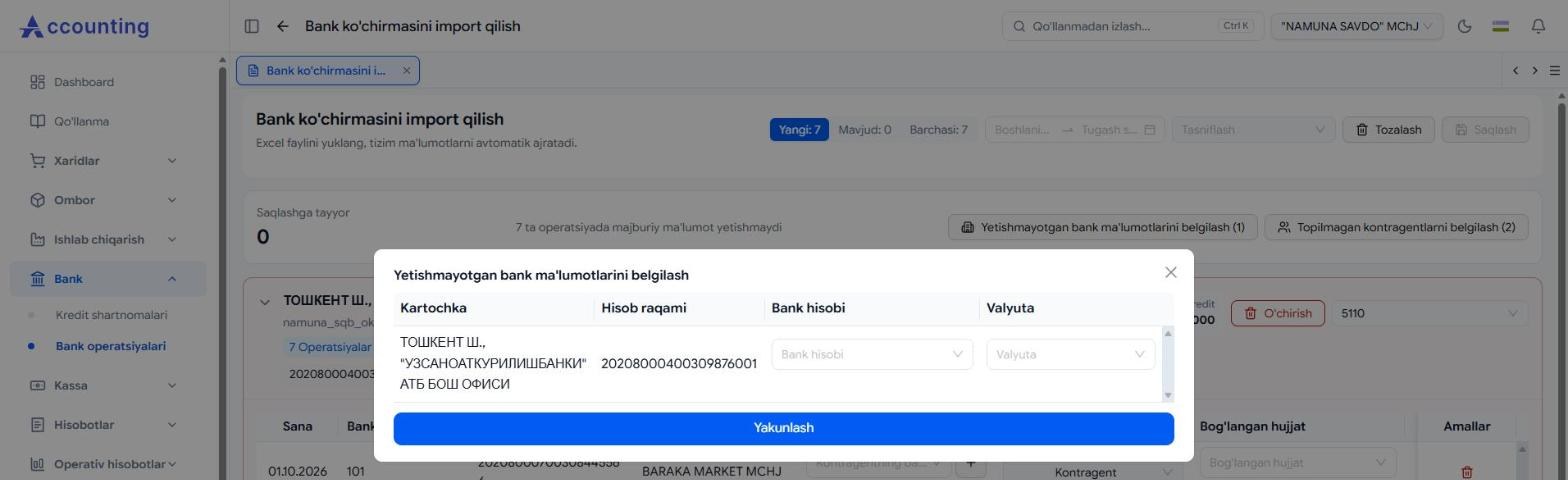 Accounting
Bank ko'chirmasini import qilish
Qo'llanmadan izlash...
Ctrl K
"NAMUNA SAVDO" MChJ
Dashboard
Qo'llanma
Xaridlar
Ombor
Ishlab chiqarish
Bank
Kredit shartnomalari
Bank operatsiyalari
Kassa
Hisobotlar
Operativ hisobotlar
Bank ko'chirmasini i...
Bank ko'chirmasini import qilish
Excel faylini yuklang, tizim ma'lumotlarni avtomatik ajratadi.
Yangi: 7
Mavjud: 0
Barchasi: 7
Boshlani...
Tugash s...
Tasniflash
Tozalash
Saqlash
Saqlashga tayyor
0
7 ta operatsiyada majburiy ma'lumot yetishmaydi
Yetishmayotgan bank ma'lumotlarini belgilash (1)
Topilmagan kontragentlarni belgilash (2)
ТОШКЕНТ Ш.,
namuna_sqb_ok
7 Operatsiyalar
202080004003
redit
000
O'chirish
5110
Yetishmayotgan bank ma'lumotlarini belgilash
Kartochka Hisob raqami Bank hisobi Valyuta
ТОШКЕНТ Ш.,
"УЗСАНОАТКУРИЛИШБАНКИ"
АТБ БОШ ОФИСИ
20208000400309876001
Bank hisobi
Valyuta
Yakunlash
Sana Bank
Bog'langan hujjat
Amallar
01.10.2026 101
BARAKA MARKET MCHJ
Kontragentning ba...
Kontragent
Bog'langan hujjat